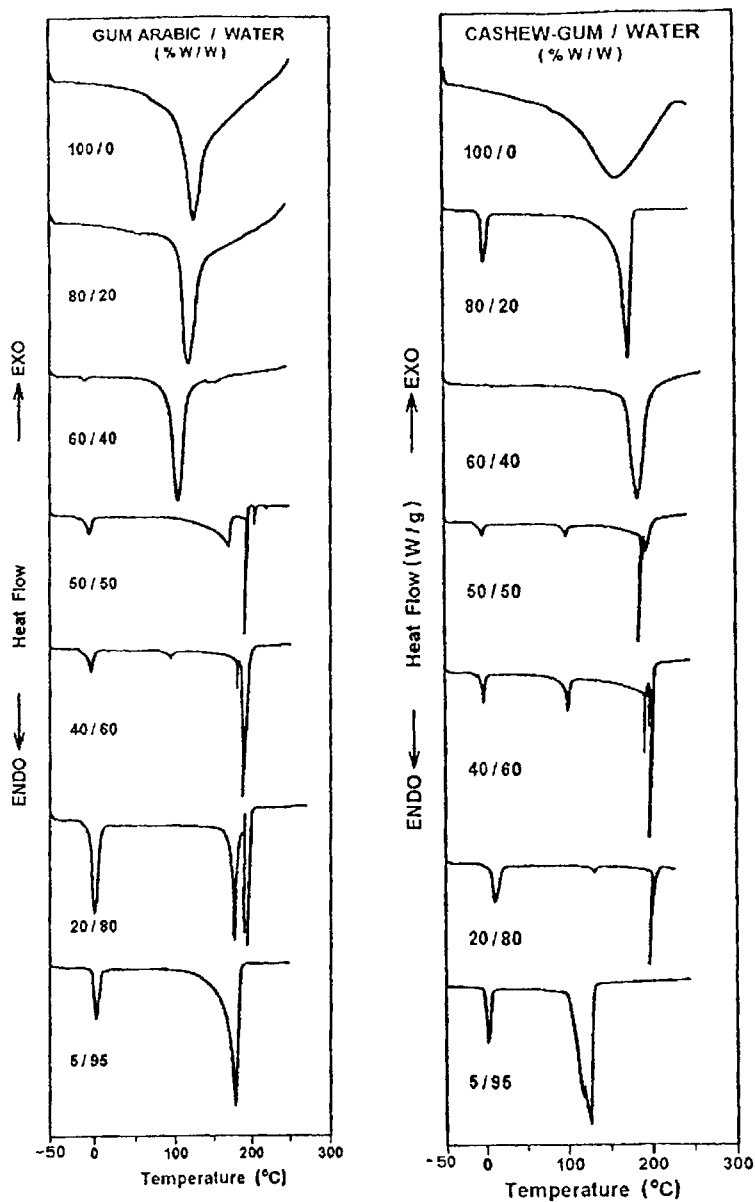 GUM ARABIC / WATER
(% W/W)
100/0
80/20
60/40
50/50
40/60
20/80
5/95
ENDO
Heat Flow
EXO
-50
0
100
200
300
Temperature (°C)
CASHEW-GUM / WATER
(% W/W)
100/0
80/20
60/40
50/50
40/60
20/80
5/95
ENDO
Heat Flow (W/g)
EXO
-50
0
100
200
300
Temperature (°C)